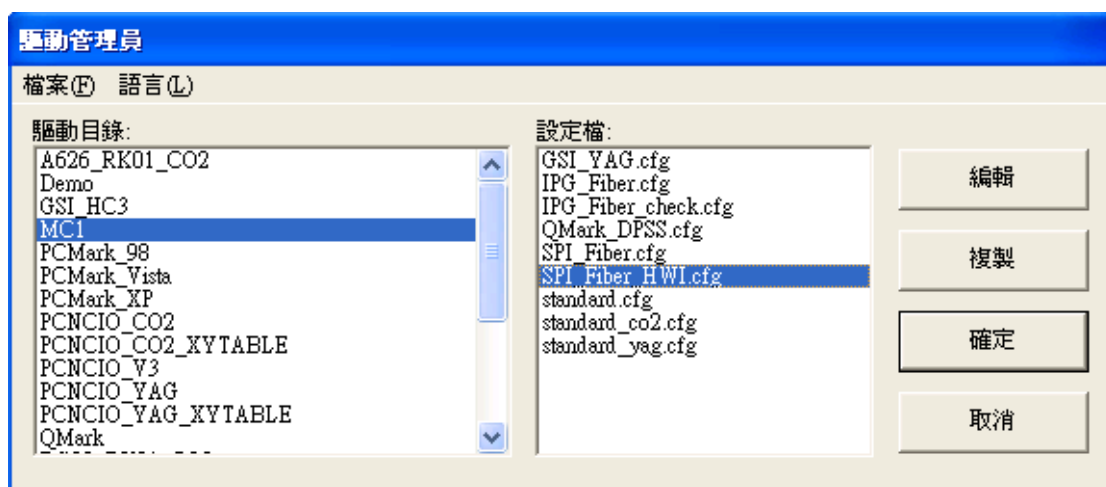 驅動管理員
檔案(F) 語言(L)
驅動目錄:
A626_RK01_CO2
Demo
GSI_HC3
MC1
PCMark_98
PCMark_Vista
PCMark_XP
PCNCIO_CO2
PCNCIO_CO2_XYTABLE
PCNCIO_V3
PCNCIO_YAG
PCNCIO_YAG_XYTABLE
QMark
設定檔:
GSI_YAG.cfg
IPG_Fiber.cfg
IPG_Fiber_check.cfg
QMark_DPSS.cfg
SPI_Fiber.cfg
SPI_Fiber_HWI.cfg
standard.cfg
standard_co2.cfg
standard_yag.cfg
編輯
複製
確定
取消